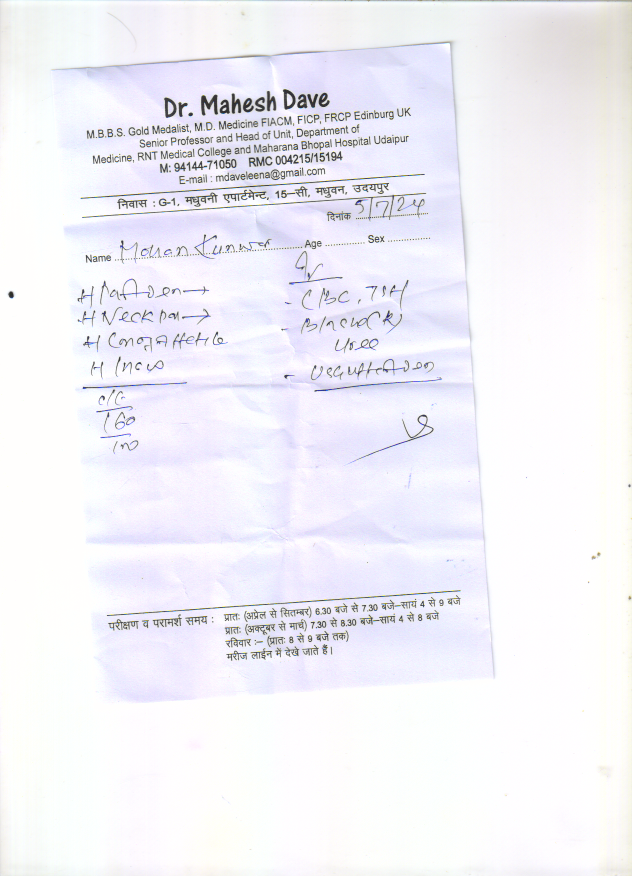 Dr. Mahesh Dave
M.B.B.S. Gold Medalist, M.D. Medicine FIACM, FICP, FRCP Edinburg UK
Senior Professor and Head of Unit, Department of
Medicine, RNT Medical College and Maharana Bhopal Hospital Udaipur
M: 94144-71050 RMC 004215/15194
E-mail : mdaveleena@gmail.com
निवास : G-1, मधुवनी एपार्टमेन्ट, 15-सी, मधुवन, उदयपुर
दिनांक 5/7/24
Name Mohan Kunwar Age Sex
H Neck pain →
- CBC, TSH
160
100
परीक्षण व परामर्श समय : प्रातः (अप्रेल से सितम्बर) 6.30 बजे से 7.30 बजे-सायं 4 से 9 बजे
प्रातः (अक्टूबर से मार्च) 7.30 से 8.30 बजे-सायं 4 से 8 बजे
रविवार :- (प्रातः 8 से 9 बजे तक)
मरीज लाईन में देखे जाते हैं।